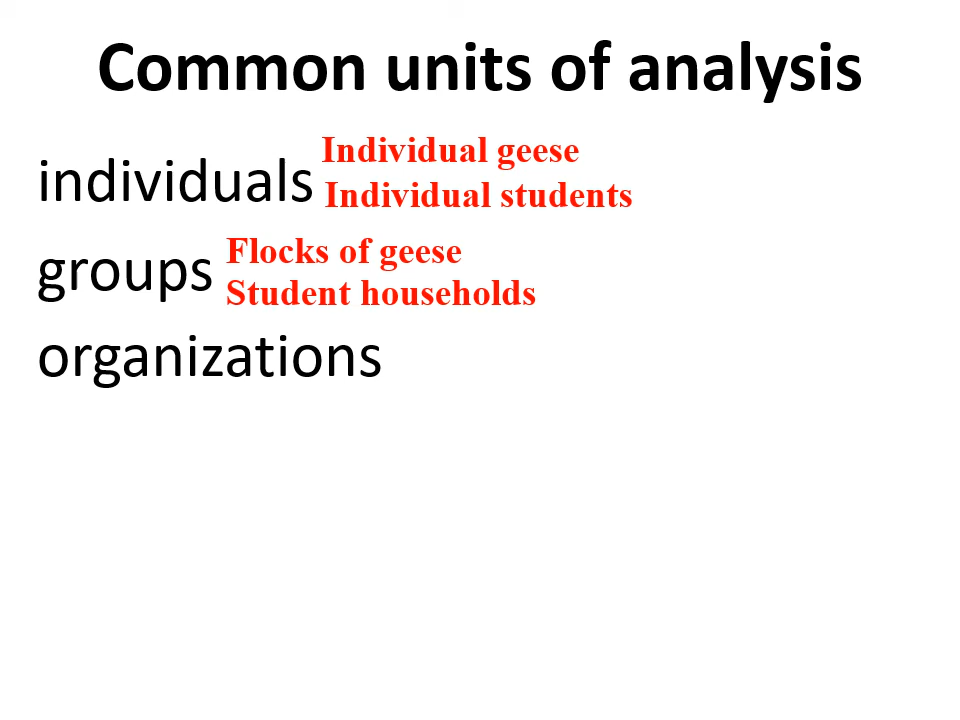 Common units of analysis
individuals
Individual geese
Individual students
groups
Flocks of geese
Student households
organizations